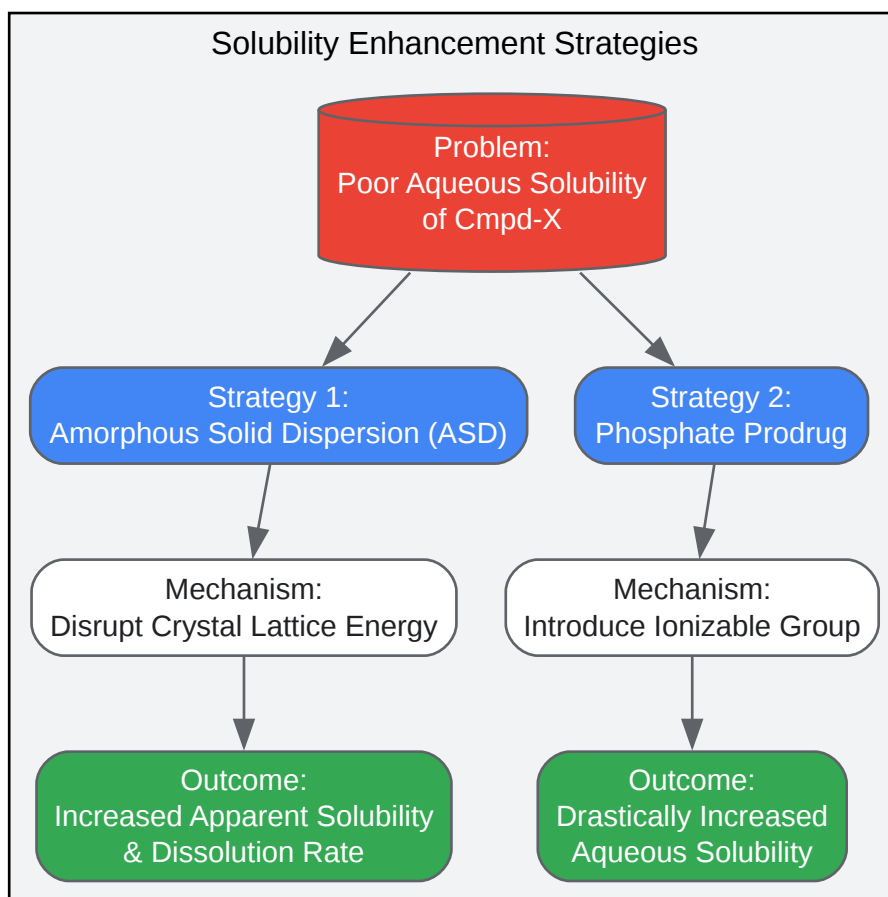 Solubility Enhancement Strategies
Problem:
Poor Aqueous Solubility
of Cmpd-X
Strategy 1:
Amorphous Solid Dispersion (ASD)
Strategy 2:
Phosphate Prodrug
Mechanism:
Disrupt Crystal Lattice Energy
Mechanism:
Introduce Ionizable Group
Outcome:
Increased Apparent Solubility
& Dissolution Rate
Outcome:
Drastically Increased
Aqueous Solubility